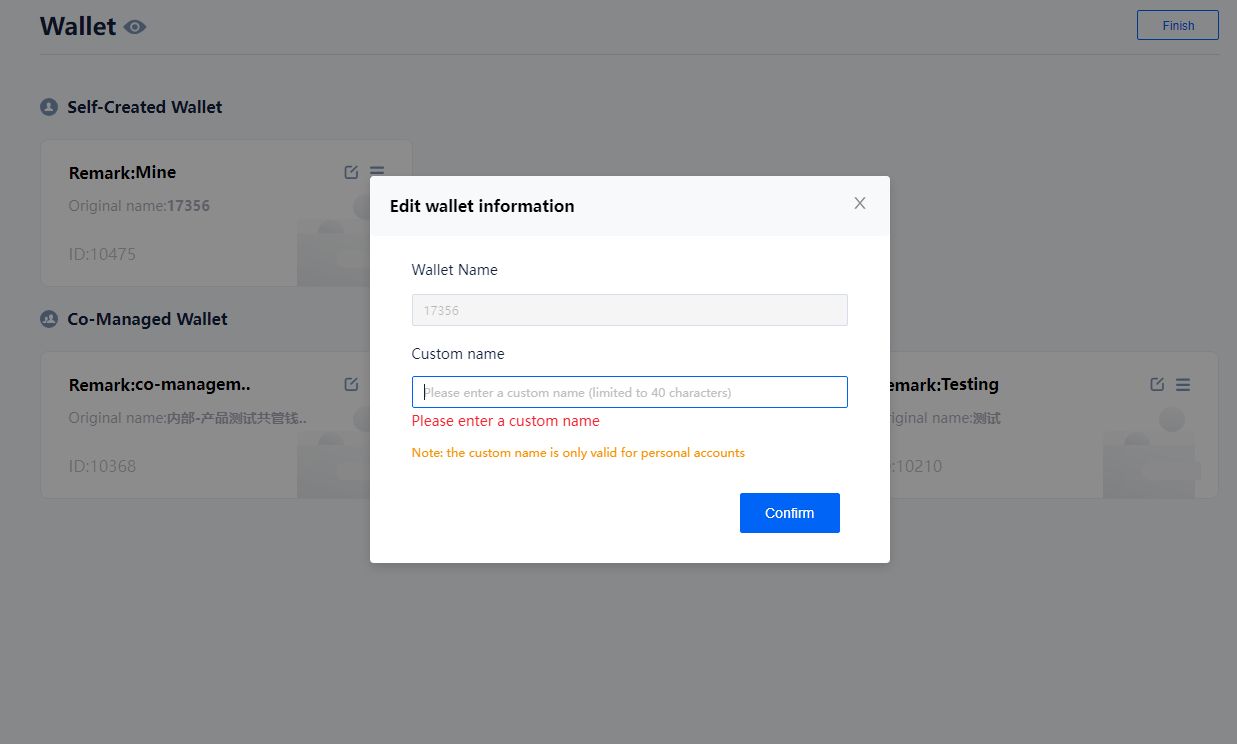 Wallet
Finish
Self-Created Wallet
Remark:Mine
Original name:17356
ID:10475
Co-Managed Wallet
Remark:co-managem..
Original name:内部-产品测试共管钱..
ID:10368
emark:Testing
iginal name:测试
:10210
Edit wallet information
Wallet Name
17356
Custom name
Please enter a custom name (limited to 40 characters)
Please enter a custom name
Note: the custom name is only valid for personal accounts
Confirm